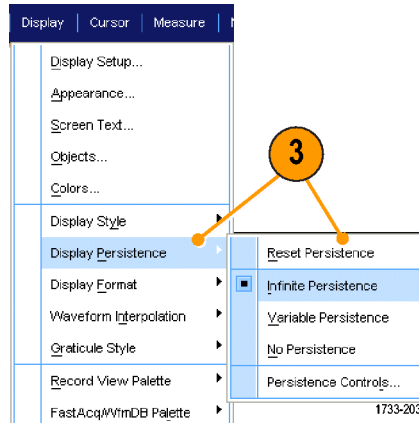 Display | Cursor | Measure
Display Setup...
Appearance...
Screen Text...
Objects...
Colors...
3
Display Style
Display Persistence
Reset Persistence
Display Format
Infinite Persistence
Waveform Interpolation
Variable Persistence
Graticule Style
No Persistence
Record View Palette
Persistence Controls...
FastAcq/WfmDB Palette
1733-203